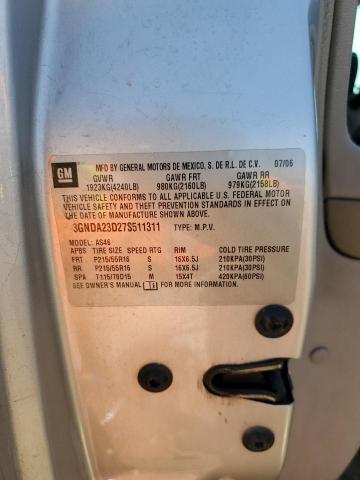 GM
MFD BY GENERAL MOTORS DE MEXICO, S. DE R.L. DE C.V. 07/06
GVWR GAWR FRT GAWR RR
1923KG(4240LB) 980KG(2160LB) 979KG(2158LB)
THIS VEHICLE CONFORMS TO ALL APPLICABLE U.S. FEDERAL MOTOR
VEHICLE SAFETY AND THEFT PREVENTION STANDARDS IN EFFECT ON
THE DATE OF MANUFACTURE SHOWN ABOVE.
3GNDA23D27S511311 TYPE: M.P.V.
MODEL: AS46
APBS TIRE SIZE SPEED RTG RIM COLD TIRE PRESSURE
FRT P215/55R16 S 16X6.5J 210KPA(30PSI)
RR P215/55R16 S 16X6.5J 210KPA(30PSI)
SPA T115/70D15 M 15X4T 420KPA(60PSI)
SEE OWNER'S MANUAL FOR MORE INFORMATION.